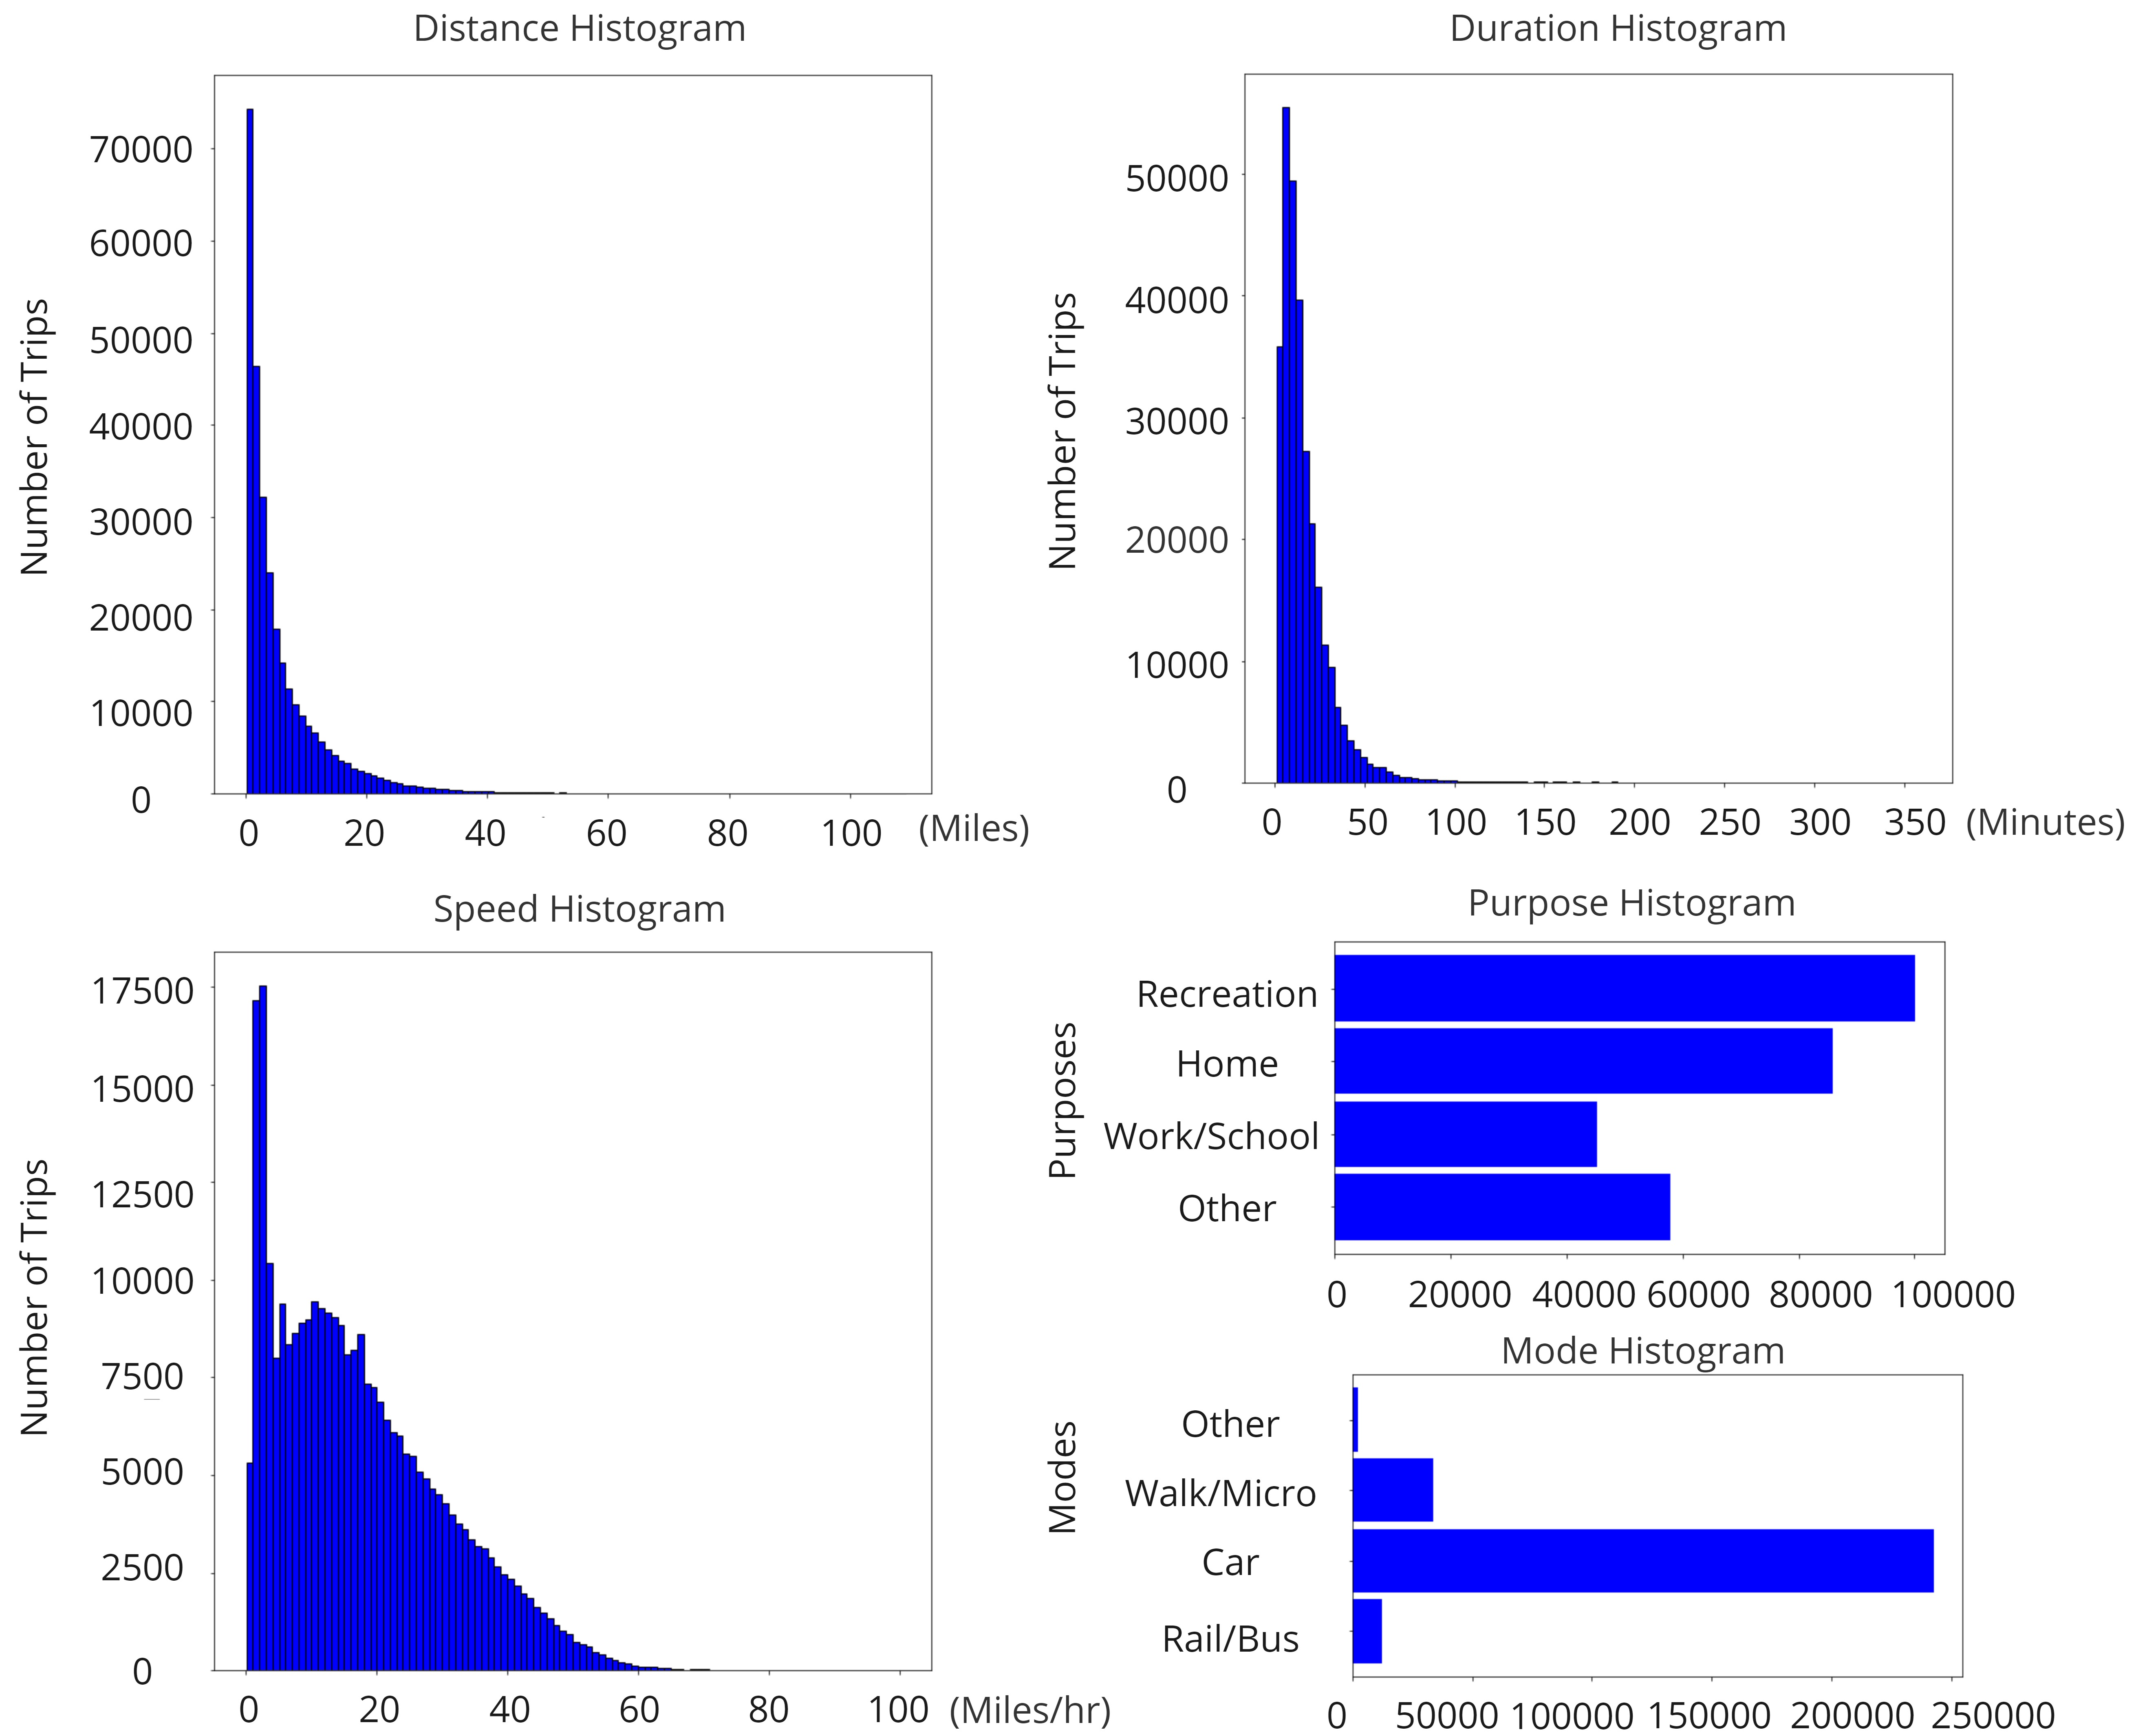 Distance Histogram
Number of Trips
70000
60000
50000
40000
30000
20000
10000
0
0 20 40 60 80 100 (Miles)
Duration Histogram
Number of Trips
50000
40000
30000
20000
10000
0
0 50 100 150 200 250 300 350 (Minutes)
Speed Histogram
Number of Trips
17500
15000
12500
10000
7500
5000
2500
0
0 20 40 60 80 100 (Miles/hr)
Purpose Histogram
Purposes
Recreation
Home
Work/School
Other
0 20000 40000 60000 80000 100000
Mode Histogram
Modes
Other
Walk/Micro
Car
Rail/Bus
0 50000 100000 150000 200000 250000